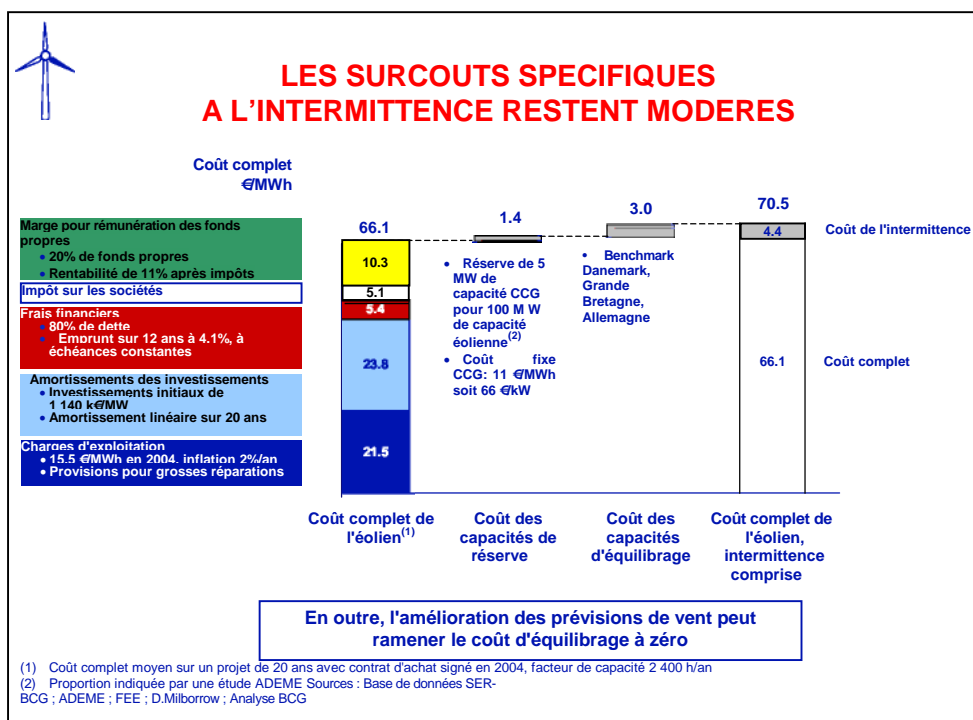 LES SURCOUTS SPECIFIQUES
A L'INTERMITTENCE RESTENT MODERES
Coût complet
€/MWh
Marge pour rémunération des fonds
propres
• 20% de fonds propres
• Rentabilité de 11% après impôts
Impôt sur les sociétés
Frais financiers
• 80% de dette
• Emprunt sur 12 ans à 4.1%, à
échéances constantes
Amortissements des investissements
• Investissements initiaux de
1 140 k€/MW
• Amortissement linéaire sur 20 ans
Charges d'exploitation
• 15.5 €/MWh en 2004, inflation 2%/an
• Provisions pour grosses réparations
66.1
10.3
5.1
5.4
23.8
21.5
1.4
• Réserve de 5
MW de
capacité CCG
pour 100 M W
de capacité
éolienne(2)
• Coût fixe
CCG: 11 €/MWh
soit 66 €/kW
3.0
• Benchmark
Danemark,
Grande
Bretagne,
Allemagne
70.5
4.4
66.1
Coût de l'intermittence
Coût complet
Coût complet de
l'éolien(1)
Coût des
capacités de
réserve
Coût des
capacités
d'équilibrage
Coût complet de
l'éolien,
intermittence
comprise
En outre, l'amélioration des prévisions de vent peut
ramener le coût d'équilibrage à zéro
(1) Coût complet moyen sur un projet de 20 ans avec contrat d'achat signé en 2004, facteur de capacité 2 400 h/an
(2) Proportion indiquée par une étude ADEME Sources : Base de données SER-
BCG ; ADEME ; FEE ; D.Milborrow ; Analyse BCG